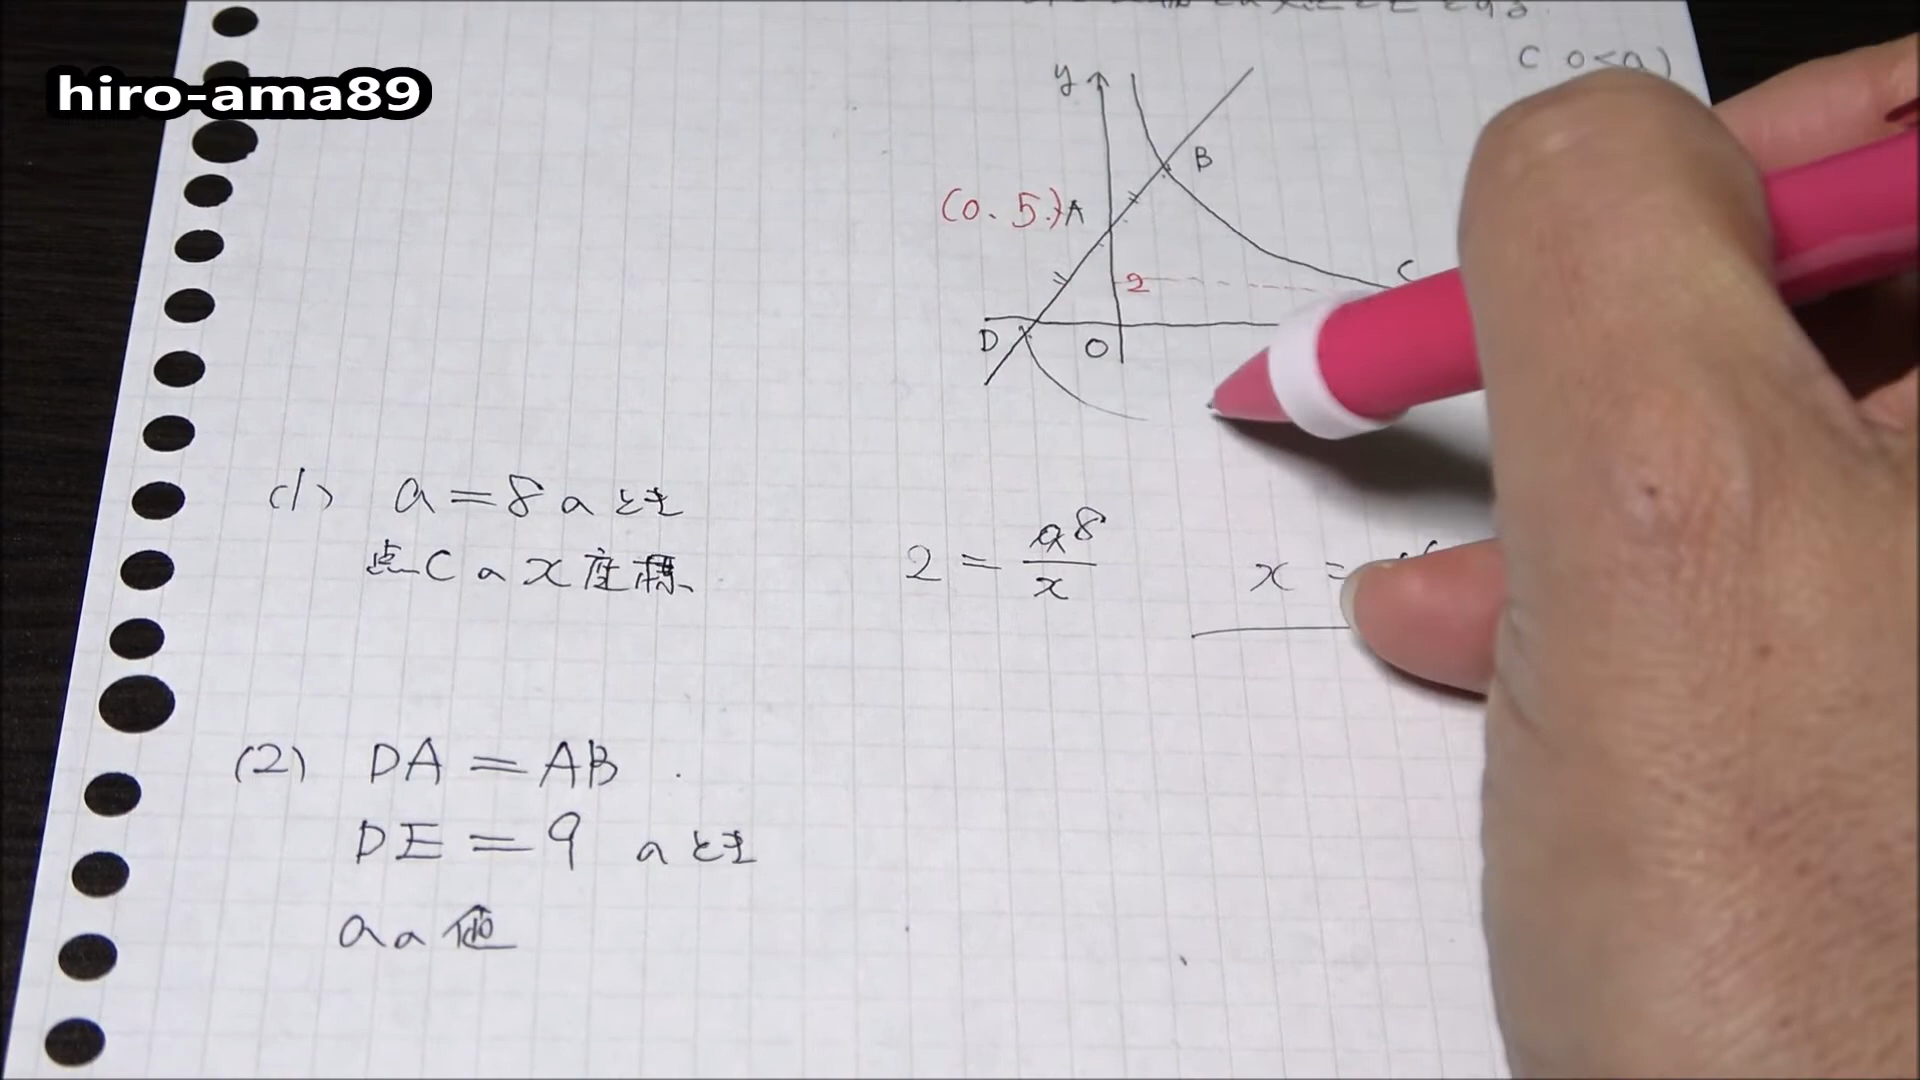 hiro-ama89
( 0<a)
y
B
(0. 5.)A
C
2
D
O
(1) a=8のとき
点Cのx座標
2 = a8/x
x =
(2) DA = AB
DE = 9 のとき
aの値